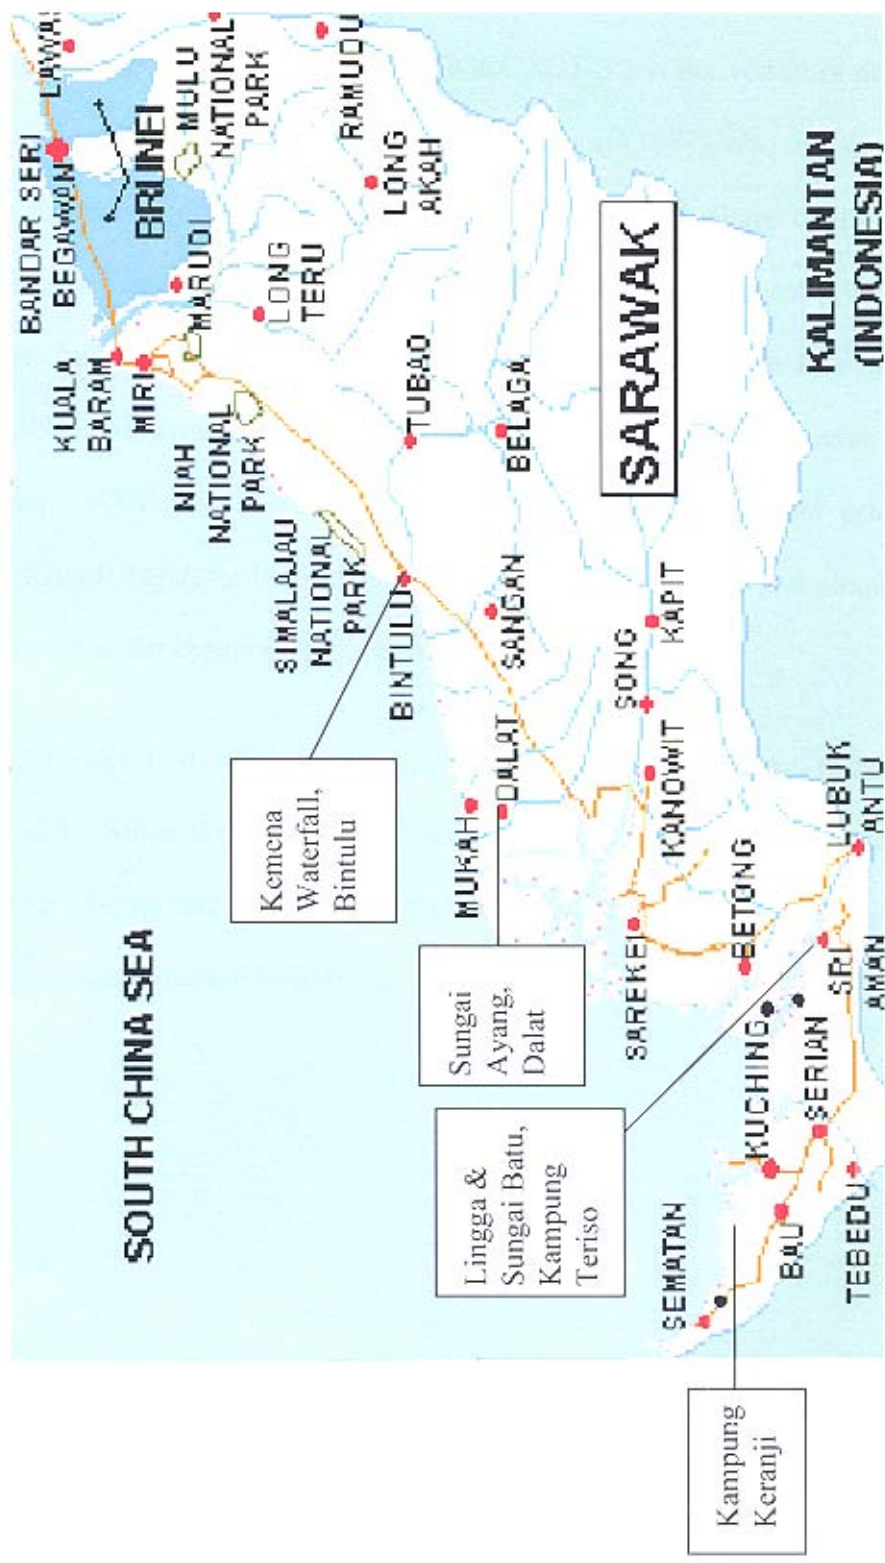 SOUTH CHINA SEA
BANDAR SERI
BEGAWAN
LAWAS
BRUNEI
MULU
NATIONAL
PARK
RAMUDU
LONG
AKAH
KUALA
BARAM
MIRI
MARUDI
LONG
TERU
NIAH
NATIONAL
PARK
SIMALAJAU
NATIONAL
PARK
BINTULU
TUBAO
BELAGA
SARAWAK
KALIMANTAN
(INDONESIA)
SANGAN
SONG
KAPIT
KANOWIT
DALAT
MUKAH
SAREKEI
BETONG
LUBUK
ANTU
SRI
AMAN
KUCHING
SERIAN
SEMATAN
BAU
TEBEDU
Kemena
Waterfall,
Bintulu
Sungai
Ayang,
Dalat
Lingga &
Sungai Batu,
Kampung
Teriso
Kampung
Keranji